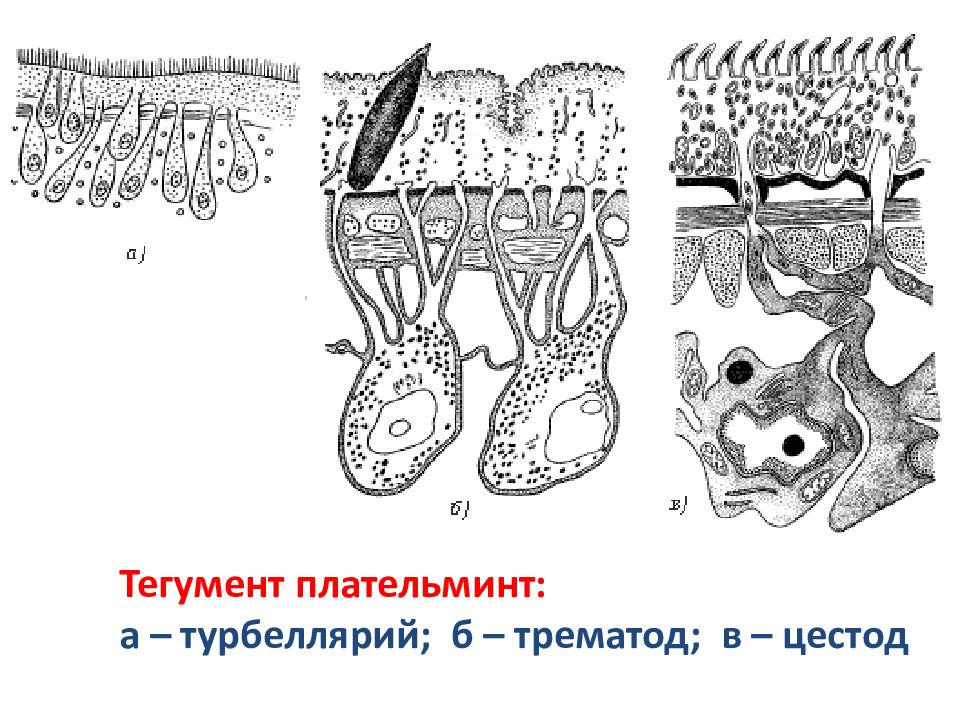 а)
б)
в)
Тегумент плательминт:
а – турбеллярий; б – трематод; в – цестод